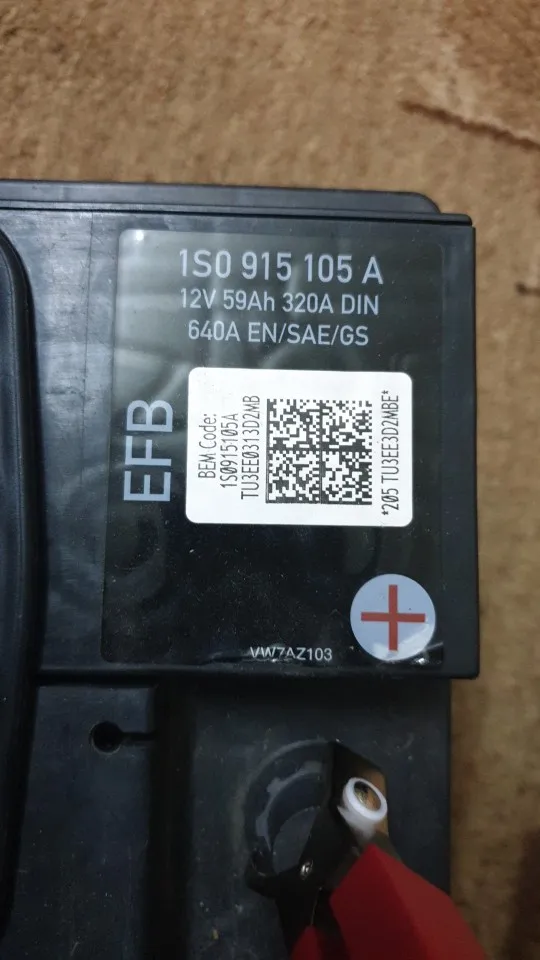 1S0 915 105 A
12V 59Ah 320A DIN
640A EN/SAE/GS
EFB
BEM Code:
1S0915105A
TU3EE0313D2MB
*205 TU3EE3D2MBE*
+
VW7AZ103